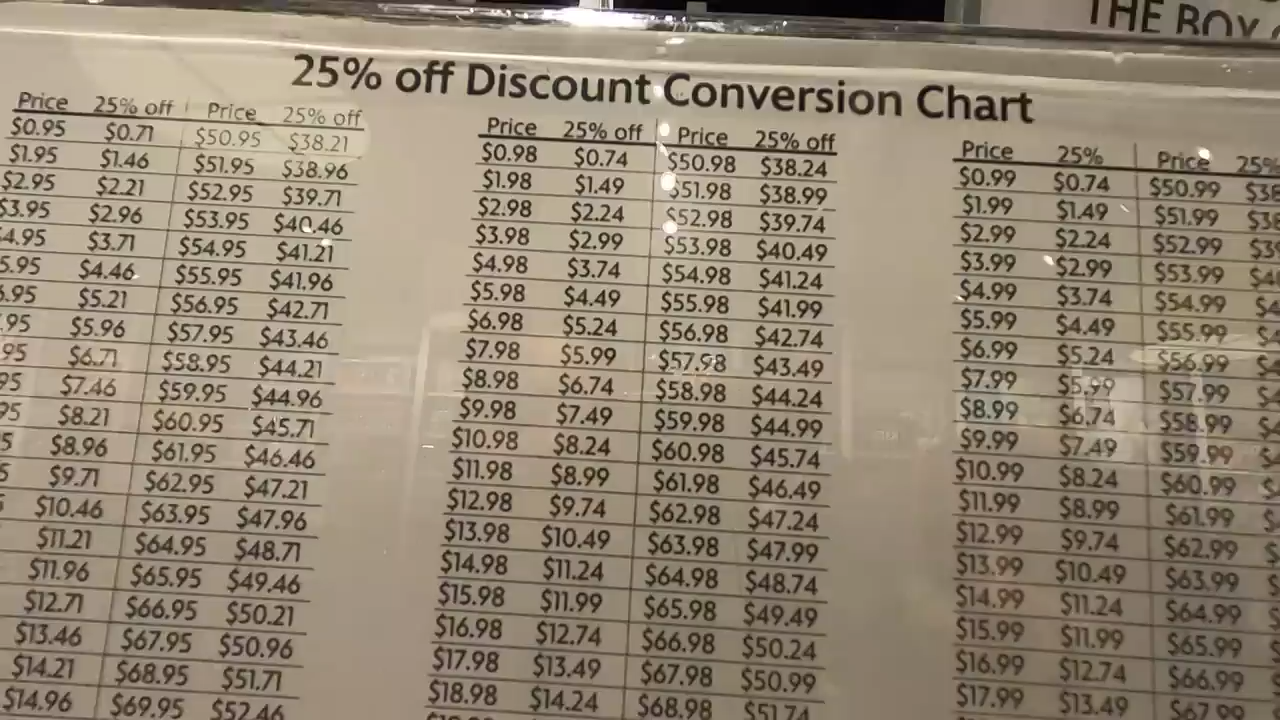 THE BOX
25% off Discount Conversion Chart
Price 25% off Price 25% off
$0.95 $0.71 $50.95 $38.21
$1.95 $1.46 $51.95 $38.96
$2.95 $2.21 $52.95 $39.71
$3.95 $2.96 $53.95 $40.46
4.95 $3.71 $54.95 $41.21
5.95 $4.46 $55.95 $41.96
6.95 $5.21 $56.95 $42.71
.95 $5.96 $57.95 $43.46
95 $6.71 $58.95 $44.21
95 $7.46 $59.95 $44.96
95 $8.21 $60.95 $45.71
5 $8.96 $61.95 $46.46
5 $9.71 $62.95 $47.21
$10.46 $63.95 $47.96
$11.21 $64.95 $48.71
$11.96 $65.95 $49.46
$12.71 $66.95 $50.21
$13.46 $67.95 $50.96
$14.21 $68.95 $51.71
$14.96 $69.95 $52.46
Price 25% off Price 25% off
$0.98 $0.74 $50.98 $38.24
$1.98 $1.49 $51.98 $38.99
$2.98 $2.24 $52.98 $39.74
$3.98 $2.99 $53.98 $40.49
$4.98 $3.74 $54.98 $41.24
$5.98 $4.49 $55.98 $41.99
$6.98 $5.24 $56.98 $42.74
$7.98 $5.99 $57.98 $43.49
$8.98 $6.74 $58.98 $44.24
$9.98 $7.49 $59.98 $44.99
$10.98 $8.24 $60.98 $45.74
$11.98 $8.99 $61.98 $46.49
$12.98 $9.74 $62.98 $47.24
$13.98 $10.49 $63.98 $47.99
$14.98 $11.24 $64.98 $48.74
$15.98 $11.99 $65.98 $49.49
$16.98 $12.74 $66.98 $50.24
$17.98 $13.49 $67.98 $50.99
$18.98 $14.24 $68.98 $51.74
Price 25% Price 25%
$0.99 $0.74 $50.99
$1.99 $1.49 $51.99
$2.99 $2.24 $52.99
$3.99 $2.99 $53.99
$4.99 $3.74 $54.99
$5.99 $4.49 $55.99
$6.99 $5.24 $56.99
$7.99 $5.99 $57.99
$8.99 $6.74 $58.99
$9.99 $7.49 $59.99
$10.99 $8.24 $60.99
$11.99 $8.99 $61.99
$12.99 $9.74 $62.99
$13.99 $10.49 $63.99
$14.99 $11.24 $64.99
$15.99 $11.99 $65.99
$16.99 $12.74 $66.99
$17.99 $13.49 $67.99